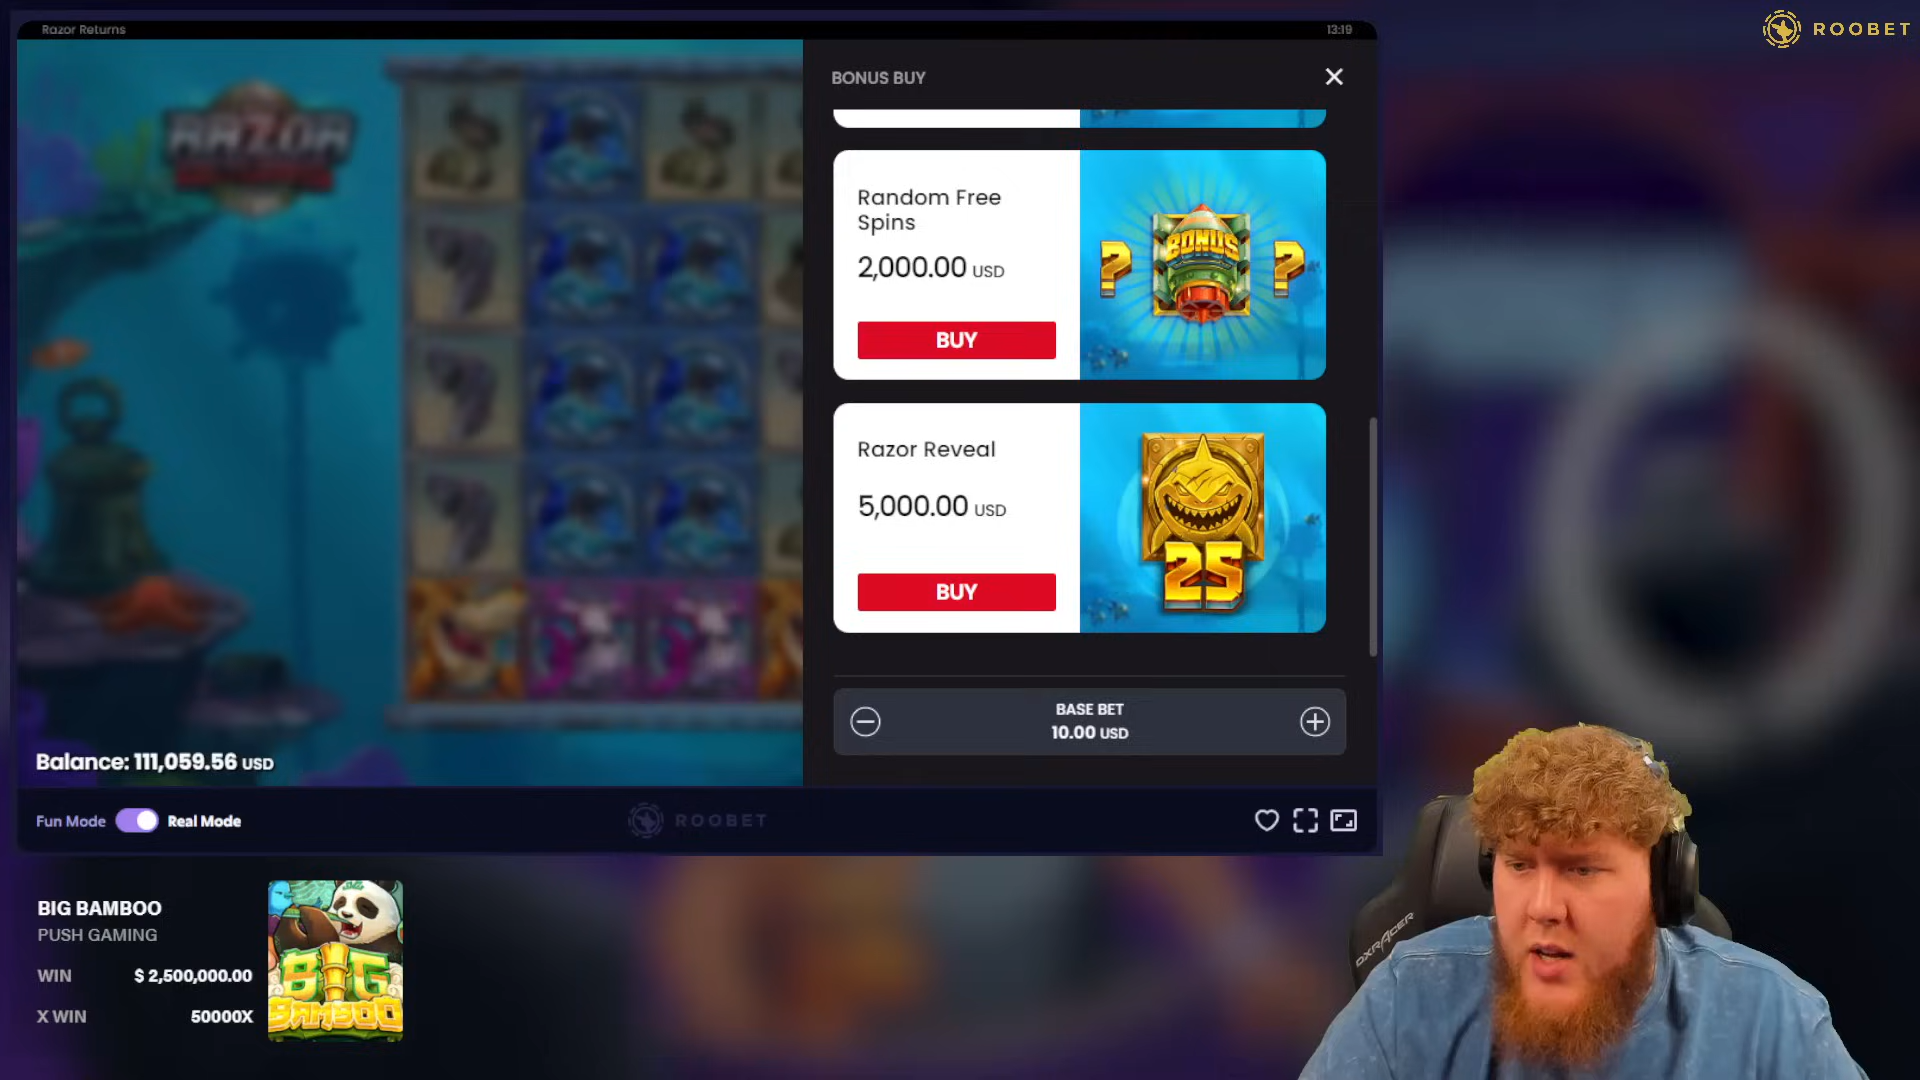 Razor Returns
13:19
ROOBET
RAZOR
BONUS BUY
Random Free
Spins
2,000.00 USD
BUY
? BONUS ?
Razor Reveal
5,000.00 USD
BUY
25
BASE BET
10.00 USD
Balance: 111,059.56 USD
Fun Mode
Real Mode
ROOBET
BIG BAMBOO
PUSH GAMING
WIN $ 2,500,000.00
X WIN 50000X
BIG
BAMBOO
DXRACER